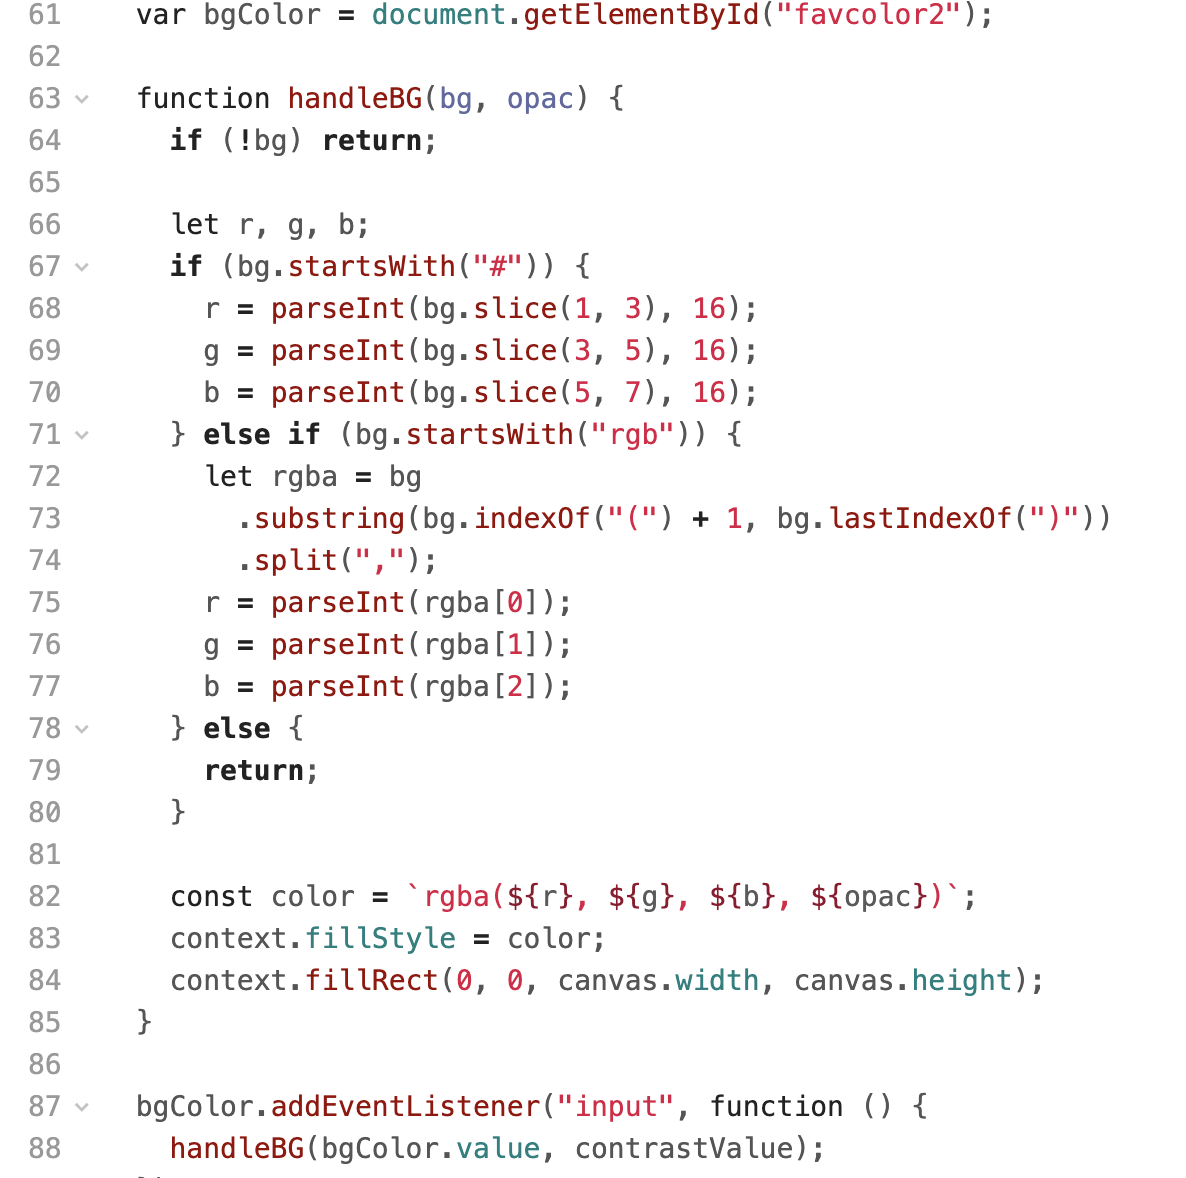 61 var bgColor = document.getElementById("favcolor2");
62
63 function handleBG(bg, opac) {
64 if (!bg) return;
65
66 let r, g, b;
67 if (bg.startsWith("#")) {
68 r = parseInt(bg.slice(1, 3), 16);
69 g = parseInt(bg.slice(3, 5), 16);
70 b = parseInt(bg.slice(5, 7), 16);
71 } else if (bg.startsWith("rgb")) {
72 let rgba = bg
73 .substring(bg.indexOf("(") + 1, bg.lastIndexOf(")"))
74 .split(",");
75 r = parseInt(rgba[0]);
76 g = parseInt(rgba[1]);
77 b = parseInt(rgba[2]);
78 } else {
79 return;
80 }
81
82 const color = `rgba(${r}, ${g}, ${b}, ${opac})`;
83 context.fillStyle = color;
84 context.fillRect(0, 0, canvas.width, canvas.height);
85 }
86
87 bgColor.addEventListener("input", function () {
88 handleBG(bgColor.value, contrastValue);